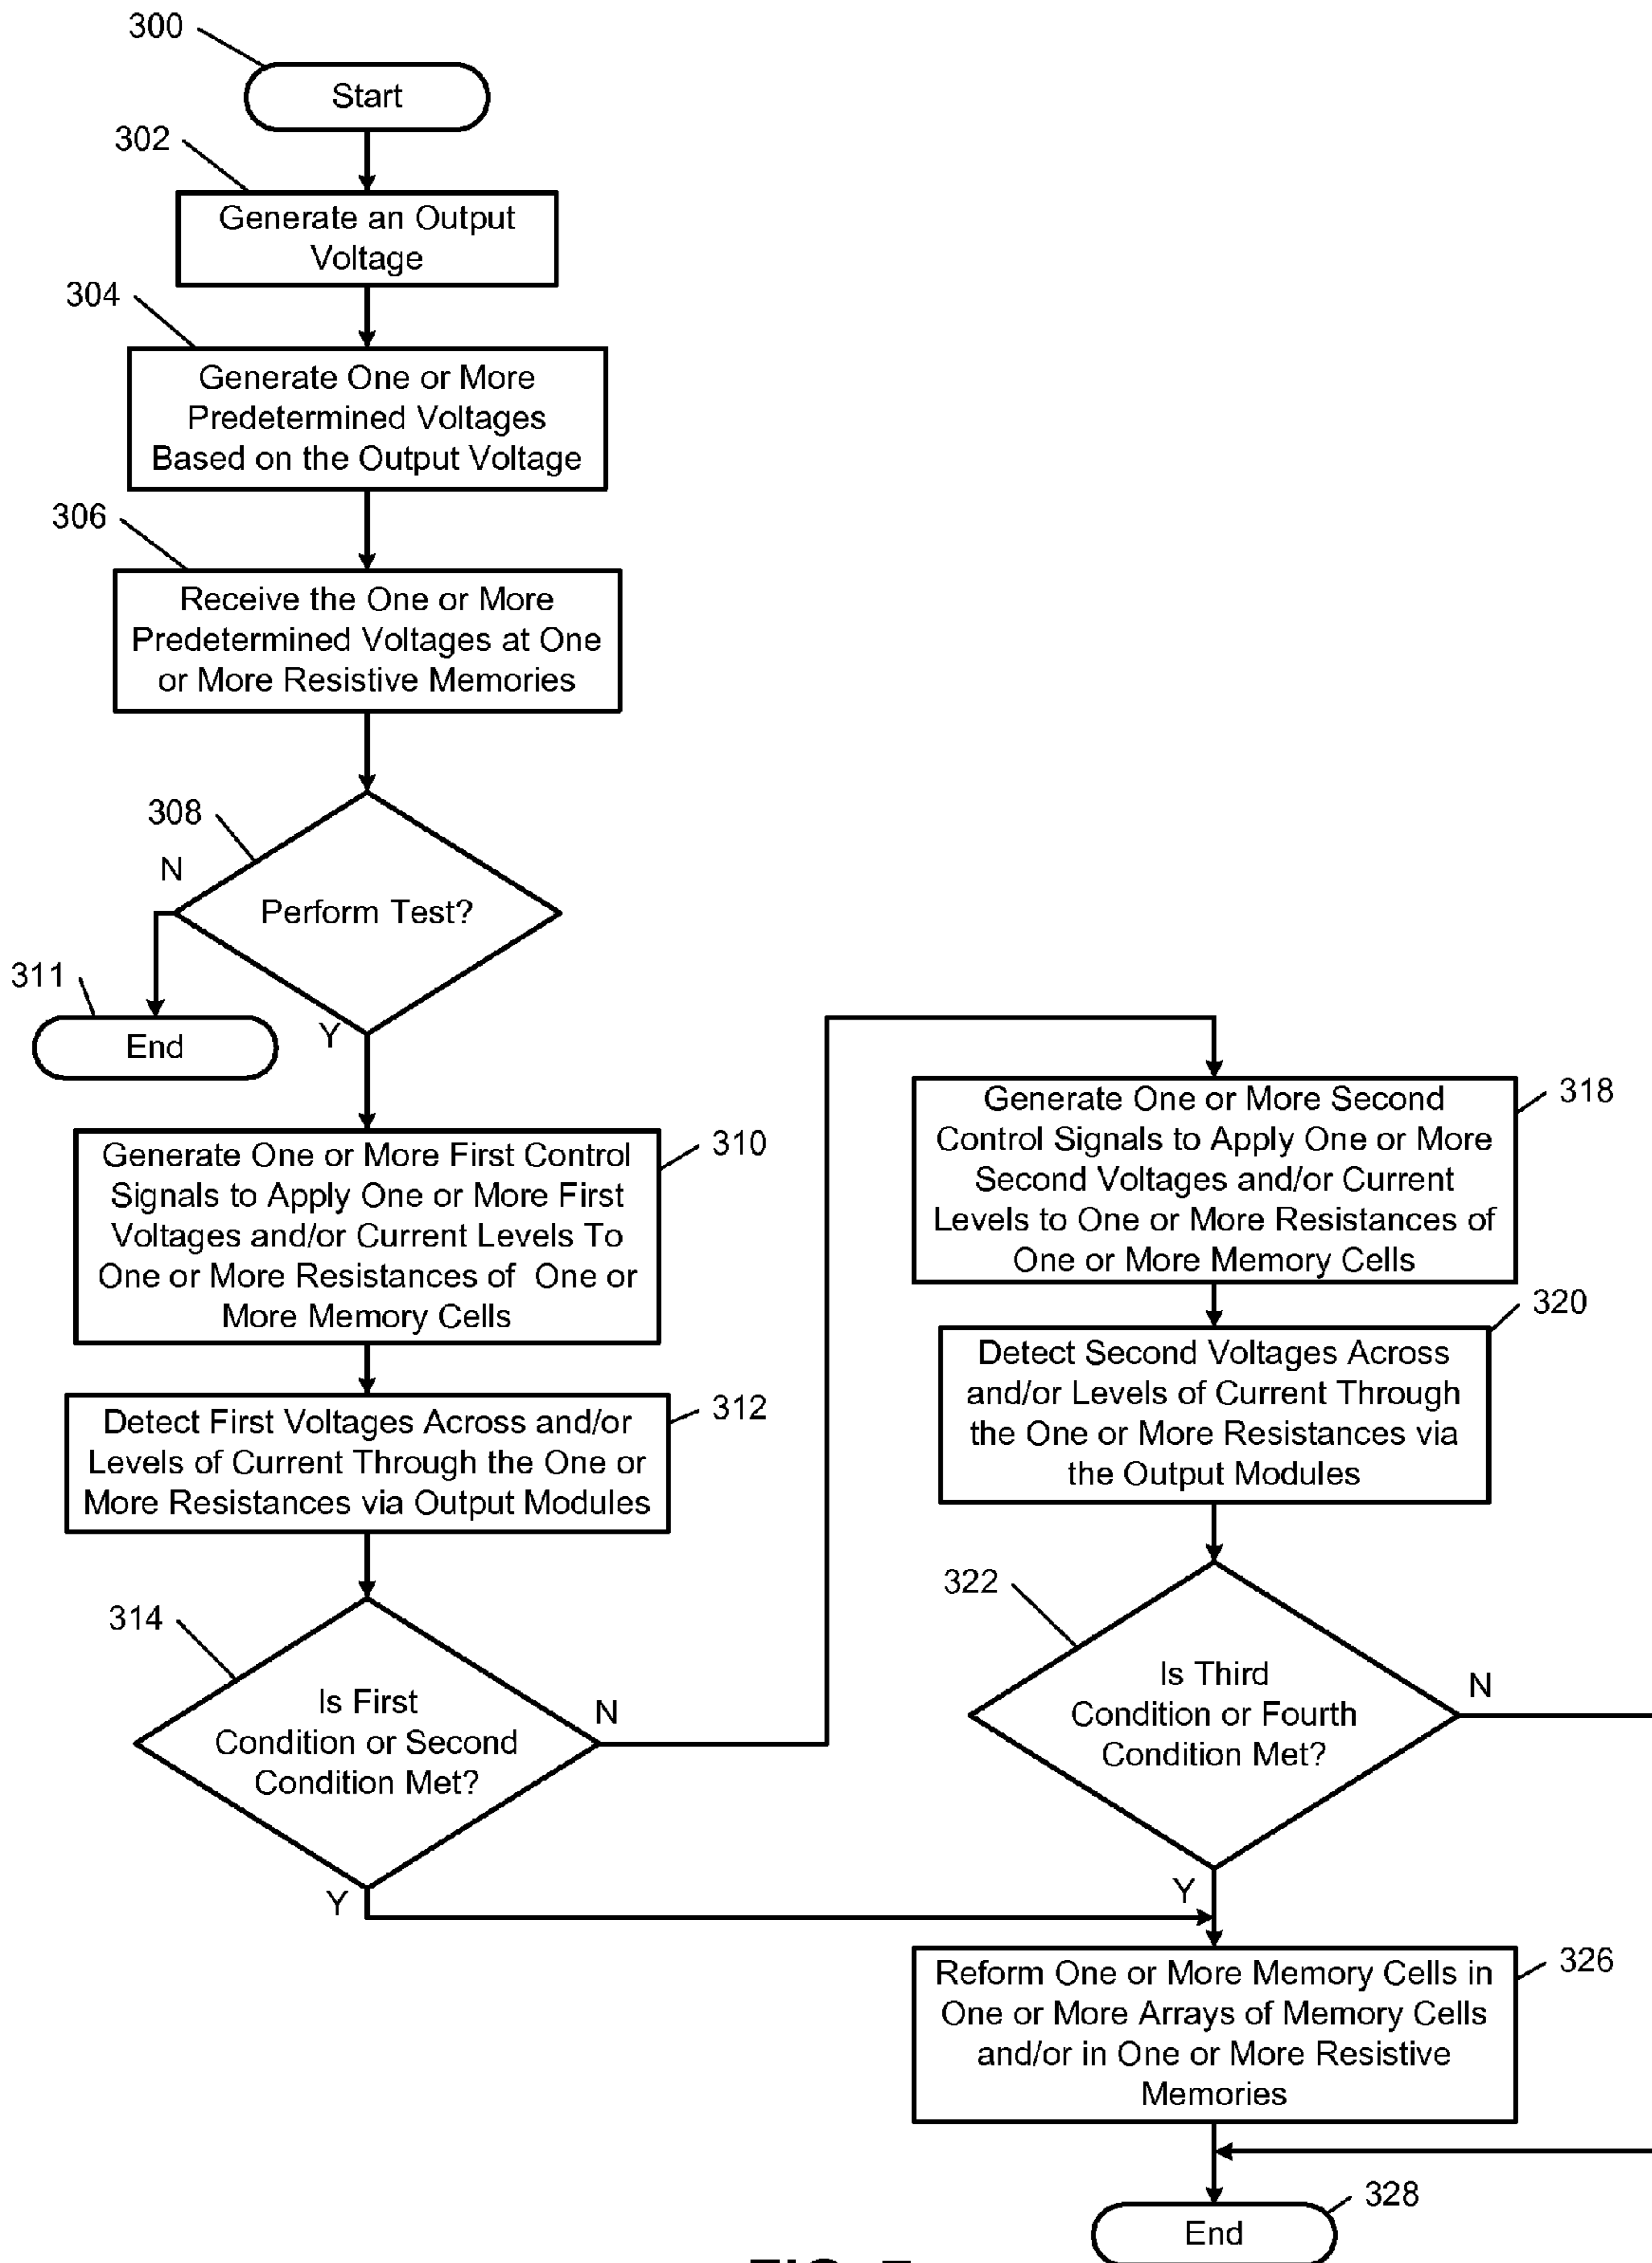 300
Start
302
Generate an Output
Voltage
304
Generate One or More
Predetermined Voltages
Based on the Output Voltage
306
Receive the One or More
Predetermined Voltages at One
or More Resistive Memories
308
N
Perform Test?
311
End
Y
310
Generate One or More First Control
Signals to Apply One or More First
Voltages and/or Current Levels To
One or More Resistances of One or
More Memory Cells
312
Detect First Voltages Across and/or
Levels of Current Through the One or
More Resistances via Output Modules
314
Is First
Condition or Second
Condition Met?
N
Y
318
Generate One or More Second
Control Signals to Apply One or More
Second Voltages and/or Current
Levels to One or More Resistances of
One or More Memory Cells
320
Detect Second Voltages Across
and/or Levels of Current Through
the One or More Resistances via
the Output Modules
322
Is Third
Condition or Fourth
Condition Met?
N
Y
326
Reform One or More Memory Cells in
One or More Arrays of Memory Cells
and/or in One or More Resistive
Memories
328
End